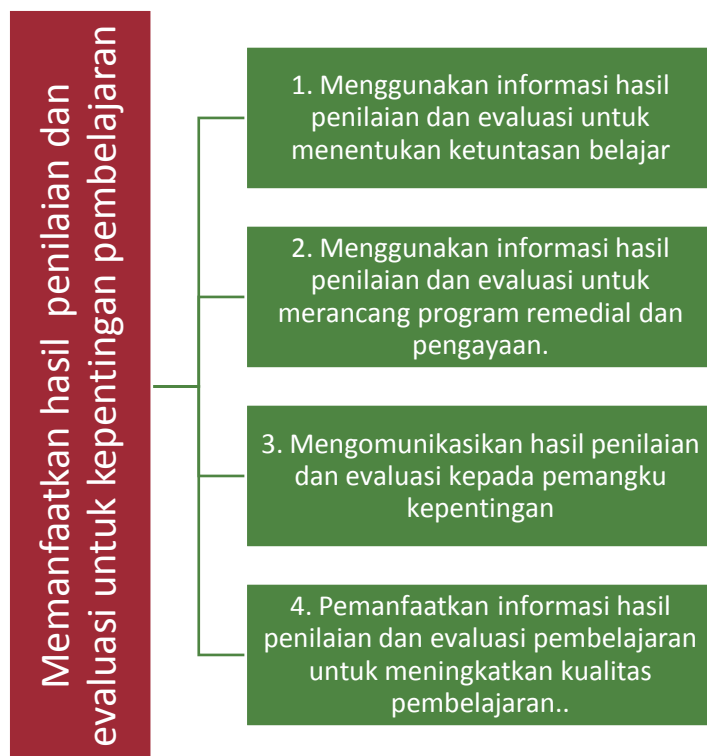 Memanfaatkan hasil  penilaian dan
evaluasi untuk kepentingan pembelajaran
1. Menggunakan informasi hasil
penilaian dan evaluasi untuk
menentukan ketuntasan belajar
2. Menggunakan informasi hasil
penilaian dan evaluasi untuk
merancang program remedial dan
pengayaan.
3. Mengomunikasikan hasil penilaian
dan evaluasi kepada pemangku
kepentingan
4. Pemanfaatkan informasi hasil
penilaian dan evaluasi pembelajaran
untuk meningkatkan kualitas
pembelajaran..